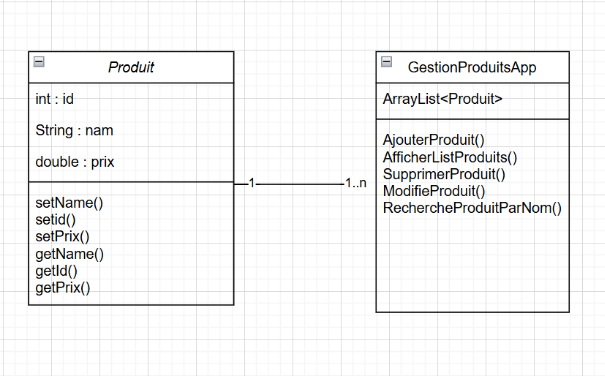 Produit
int : id
String : nam
double : prix
setName()
setid()
setPrix()
getName()
getId()
getPrix()
1
1..n
GestionProduitsApp
ArrayList<Produit>
AjouterProduit()
AfficherListProduits()
SupprimerProduit()
ModifieProduit()
RechercheProduitParNom()